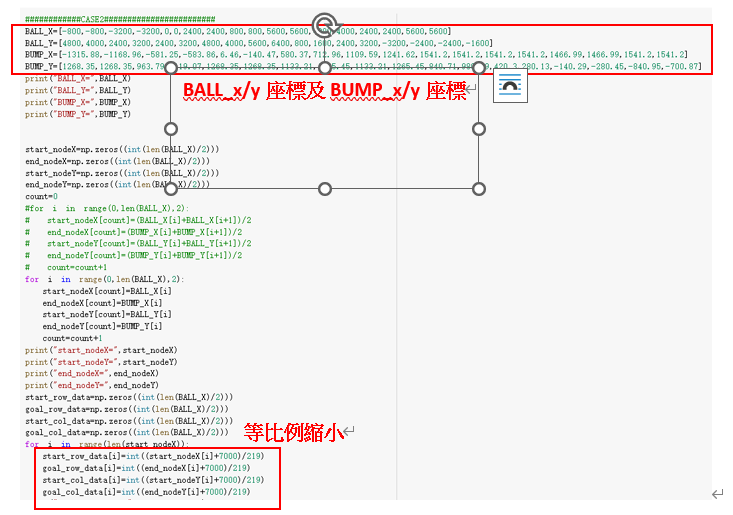 ############CASE2########################
BALL_X=[-800,-800,-3200,-3200,0,0,2400,2400,800,800,5600,5600, 4000,2400,2400,5600,5600]
BALL_Y=[4800,4000,2400,3200,2400,3200,4800,4000,5600,6400,800,1600,2400,3200,-3200,-2400,-2400,-1600]
BUMP_X=[-1315.88,-1168.96,-581.25,-583.86,6.46,-140.47,580.37,712.96,1109.59,1241.62,1541.2,1541.2,1541.2,1541.2,1466.99,1466.99,1541.2,1541.2]
BUMP_Y=[1268.35,1268.35,963.79, 1268.35,1268.35,1133.21, 1133.21,1265.45,840.71, 420.3,280.13,-140.29,-280.45,-840.95,-700.87]
print("BALL_X=",BALL_X)
print("BALL_Y=",BALL_Y)
print("BUMP_X=",BUMP_X)
print("BUMP_Y=",BUMP_Y)
BALL_x/y 座標及 BUMP_x/y 座標
start_nodeX=np.zeros((int(len(BALL_X)/2)))
end_nodeX=np.zeros((int(len(BALL_X)/2)))
start_nodeY=np.zeros((int(len(BALL_X)/2)))
end_nodeY=np.zeros((int(len(BALL_X)/2)))
count=0
#for i in range(0,len(BALL_X),2):
# start_nodeX[count]=(BALL_X[i]+BALL_X[i+1])/2
# end_nodeX[count]=(BUMP_X[i]+BUMP_X[i+1])/2
# start_nodeY[count]=(BALL_Y[i]+BALL_Y[i+1])/2
# end_nodeY[count]=(BUMP_Y[i]+BUMP_Y[i+1])/2
# count=count+1
for i in range(0,len(BALL_X),2):
start_nodeX[count]=BALL_X[i]
end_nodeX[count]=BUMP_X[i]
start_nodeY[count]=BALL_Y[i]
end_nodeY[count]=BUMP_Y[i]
count=count+1
print("start_nodeX=",start_nodeX)
print("start_nodeY=",start_nodeY)
print("end_nodeX=",end_nodeX)
print("end_nodeY=",end_nodeY)
start_row_data=np.zeros((int(len(BALL_X)/2)))
goal_row_data=np.zeros((int(len(BALL_X)/2)))
start_col_data=np.zeros((int(len(BALL_X)/2)))
goal_col_data=np.zeros((int(len(BALL_X)/2)))
等比例縮小
for i in range(len(start_nodeX)):
start_row_data[i]=int((start_nodeX[i]+7000)/219)
goal_row_data[i]=int((end_nodeX[i]+7000)/219)
start_col_data[i]=int((start_nodeY[i]+7000)/219)
goal_col_data[i]=int((end_nodeY[i]+7000)/219)